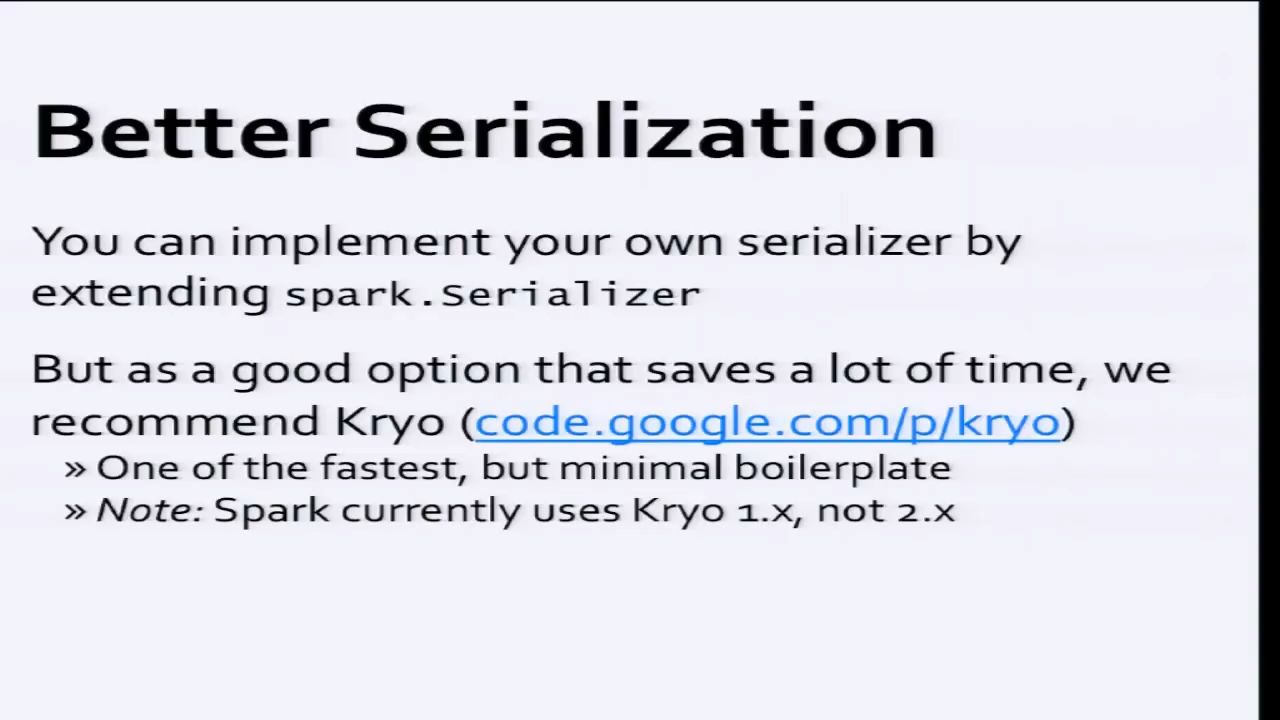 Better Serialization
You can implement your own serializer by
extending spark.Serializer
But as a good option that saves a lot of time, we
recommend Kryo (code.google.com/p/kryo)
» One of the fastest, but minimal boilerplate
» Note: Spark currently uses Kryo 1.x, not 2.x